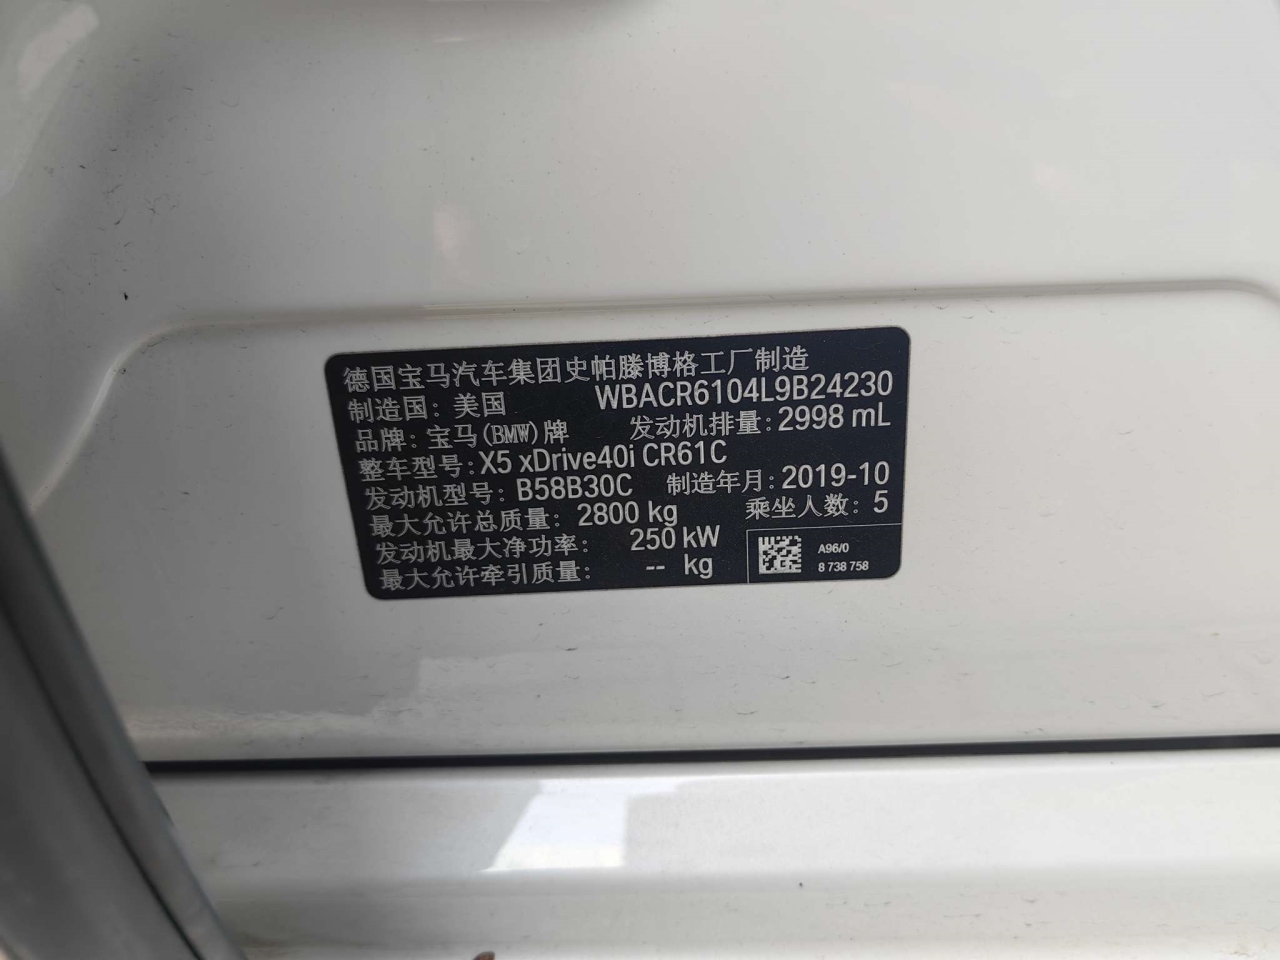 德国宝马汽车集团史帕滕博格工厂制造
制造国：美国 WBACR6104L9B24230
品牌：宝马(BMW)牌 发动机排量：2998 mL
整车型号：X5 xDrive40i CR61C
发动机型号：B58B30C 制造年月：2019-10
最大允许总质量：2800 kg 乘坐人数：5
发动机最大净功率：250 kW
最大允许牵引质量：-- kg
A96/0
8 738 758